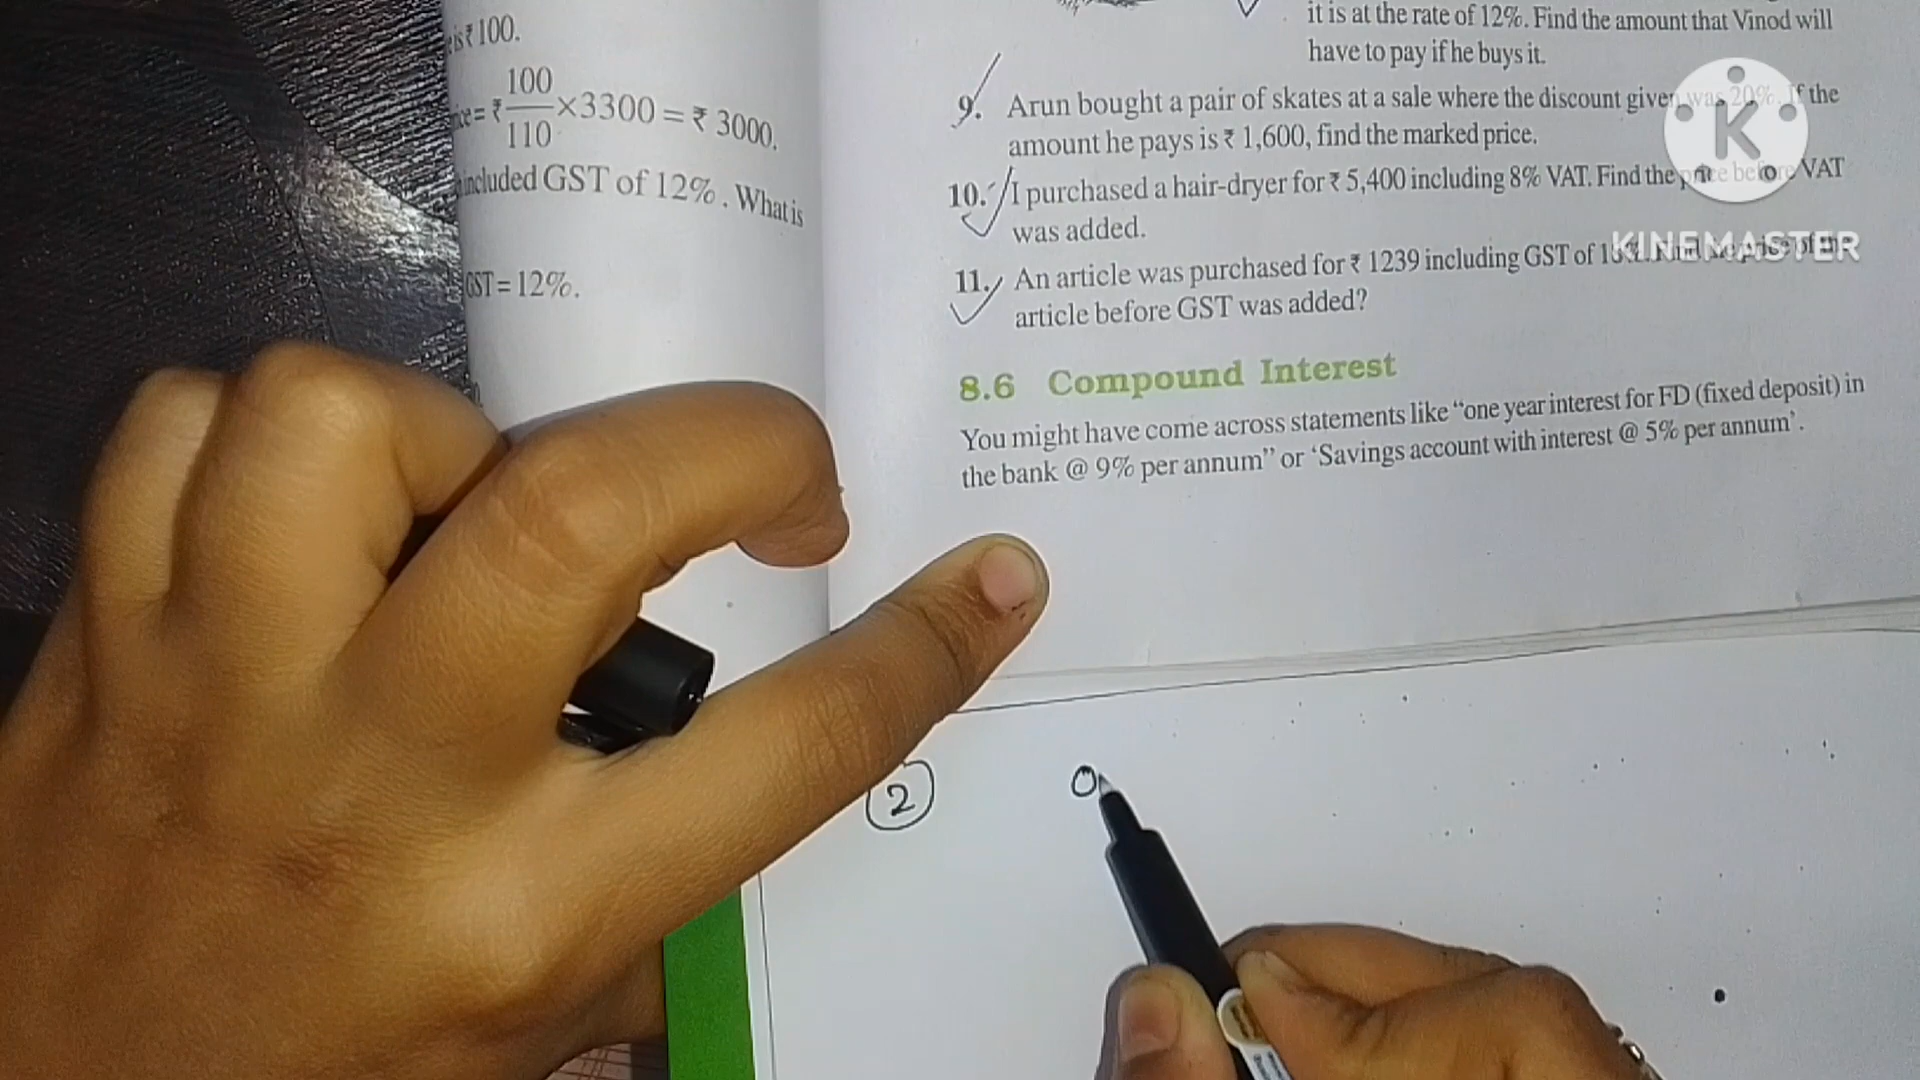 is ₹ 100.
= ₹ 100/110 ×3300 = ₹ 3000.
included GST of 12% . What is
GST = 12%.
it is at the rate of 12%. Find the amount that Vinod will
have to pay if he buys it.
9. Arun bought a pair of skates at a sale where the discount given was 20%. If the
amount he pays is ₹ 1,600, find the marked price.
10. I purchased a hair-dryer for ₹ 5,400 including 8% VAT. Find the price before VAT
was added.
11. An article was purchased for ₹ 1239 including GST of Find the price of the
article before GST was added?
8.6 Compound Interest
You might have come across statements like “one year interest for FD (fixed deposit) in
the bank @ 9% per annum” or ‘Savings account with interest @ 5% per annum’.
2
K
KINEMASTER